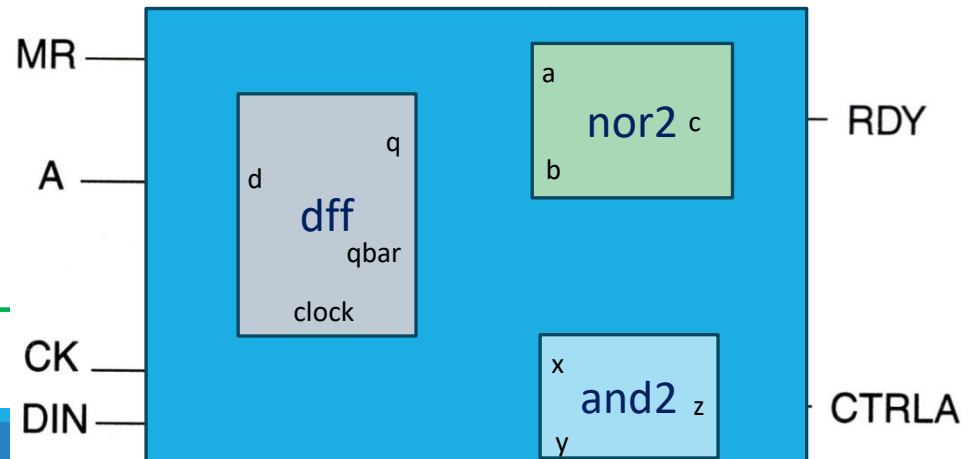 MR
A
CK
DIN
d
q
dff
qbar
clock
a
nor2 c
b
x
and2 z
y
RDY
CTRLA